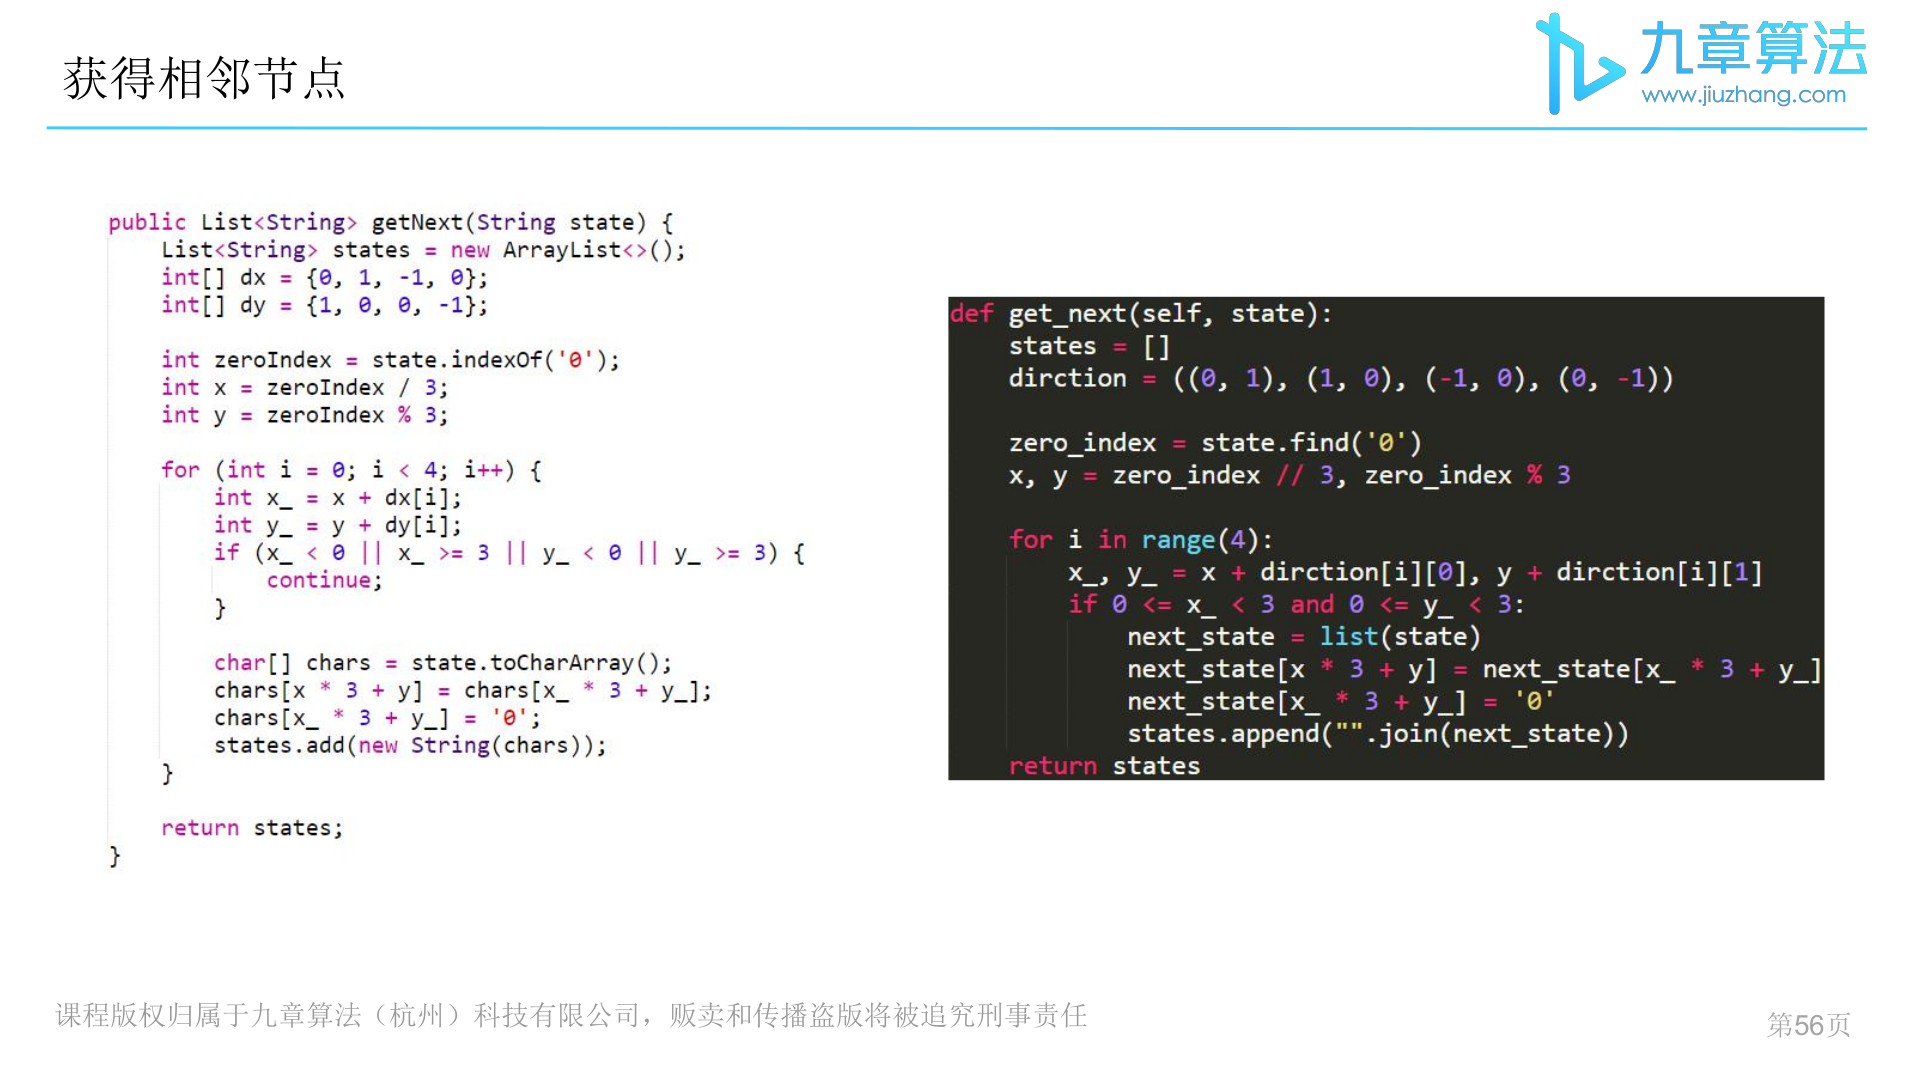 获得相邻节点
九章算法
www.jiuzhang.com
public List<String> getNext(String state) {
    List<String> states = new ArrayList<>();
    int[] dx = {0, 1, -1, 0};
    int[] dy = {1, 0, 0, -1};
    int zeroIndex = state.indexOf('0');
    int x = zeroIndex / 3;
    int y = zeroIndex % 3;
    for (int i = 0; i < 4; i++) {
        int x_ = x + dx[i];
        int y_ = y + dy[i];
        if (x_ < 0 || x_ >= 3 || y_ < 0 || y_ >= 3) {
            continue;
        }
        char[] chars = state.toCharArray();
        chars[x * 3 + y] = chars[x_ * 3 + y_];
        chars[x_ * 3 + y_] = '0';
        states.add(new String(chars));
    }
    return states;
}
def get_next(self, state):
    states = []
    dirction = ((0, 1), (1, 0), (-1, 0), (0, -1))
    zero_index = state.find('0')
    x, y = zero_index // 3, zero_index % 3
    for i in range(4):
        x_, y_ = x + dirction[i][0], y + dirction[i][1]
        if 0 <= x_ < 3 and 0 <= y_ < 3:
            next_state = list(state)
            next_state[x * 3 + y] = next_state[x_ * 3 + y_]
            next_state[x_ * 3 + y_] = '0'
            states.append("".join(next_state))
    return states
课程版权归属于九章算法（杭州）科技有限公司，贩卖和传播盗版将被追究刑事责任
第56页